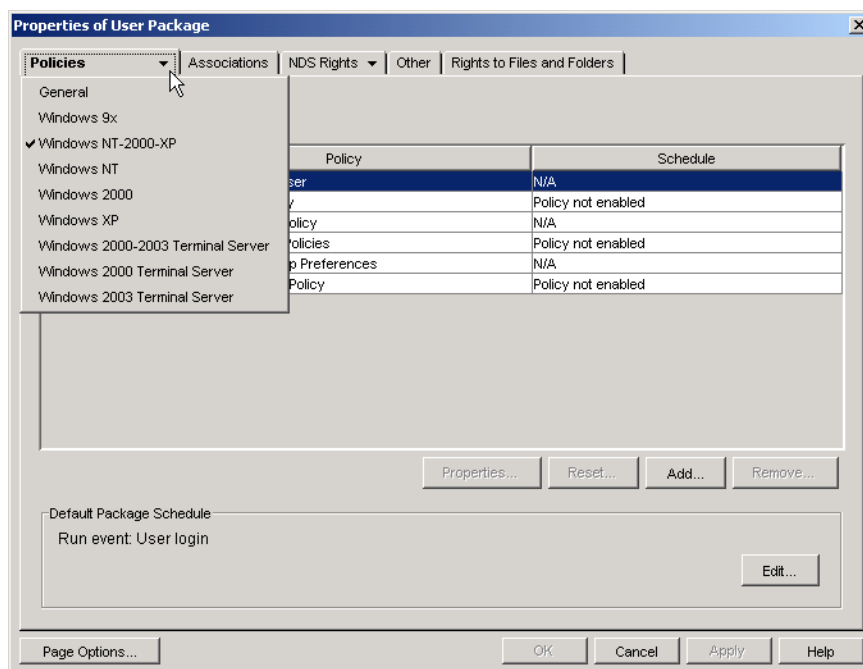 Properties of User Package
Policies Associations NDS Rights Other Rights to Files and Folders
General
Windows 9x
Windows NT-2000-XP
Windows NT
Windows 2000
Windows XP
Windows 2000-2003 Terminal Server
Windows 2000 Terminal Server
Windows 2003 Terminal Server
Policy Schedule
ser N/A
y Policy not enabled
olicy N/A
Policies Policy not enabled
p Preferences N/A
Policy Policy not enabled
Properties... Reset... Add... Remove...
Default Package Schedule
Run event: User login
Edit...
Page Options... OK Cancel Apply Help